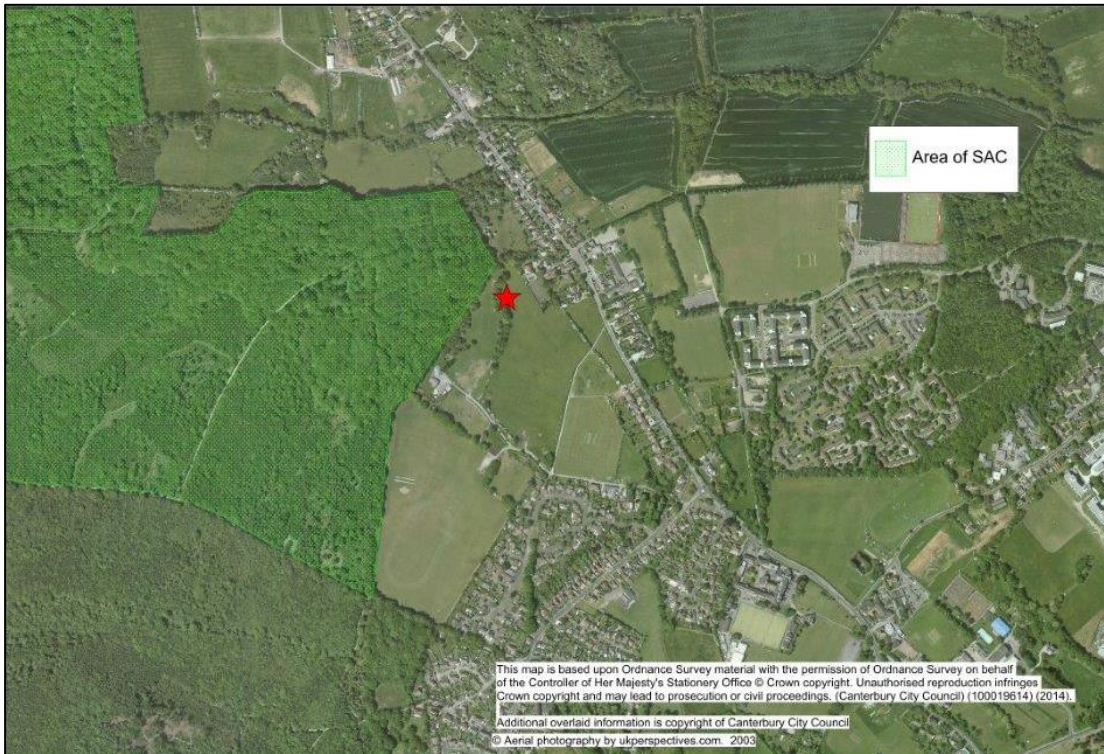 Area of SAC
This map is based upon Ordnance Survey material with the permission of Ordnance Survey on behalf
of the Controller of Her Majesty's Stationery Office © Crown copyright. Unauthorised reproduction infringes
Crown copyright and may lead to prosecution or civil proceedings. (Canterbury City Council) (100019614) (2014).
Additional overlaid information is copyright of Canterbury City Council
© Aerial photography by ukperspectives.com. 2003